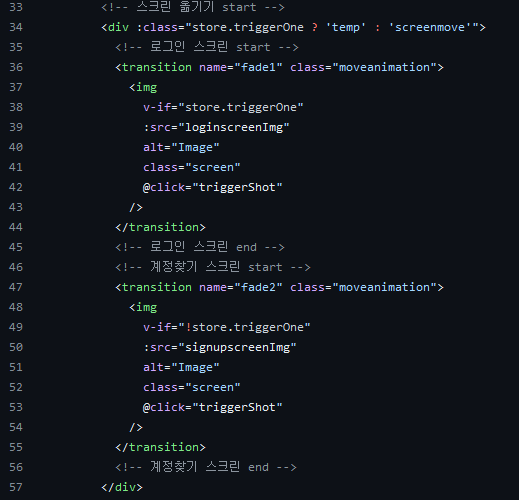 33 <!-- 스크린 옮기기 start -->
34 <div :class="store.triggerOne ? 'temp' : 'screenmove'">
35 <!-- 로그인 스크린 start -->
36 <transition name="fade1" class="moveanimation">
37 <img
38 v-if="store.triggerOne"
39 :src="loginscreenImg"
40 alt="Image"
41 class="screen"
42 @click="triggerShot"
43 />
44 </transition>
45 <!-- 로그인 스크린 end -->
46 <!-- 계정찾기 스크린 start -->
47 <transition name="fade2" class="moveanimation">
48 <img
49 v-if="!store.triggerOne"
50 :src="signupscreenImg"
51 alt="Image"
52 class="screen"
53 @click="triggerShot"
54 />
55 </transition>
56 <!-- 계정찾기 스크린 end -->
57 </div>